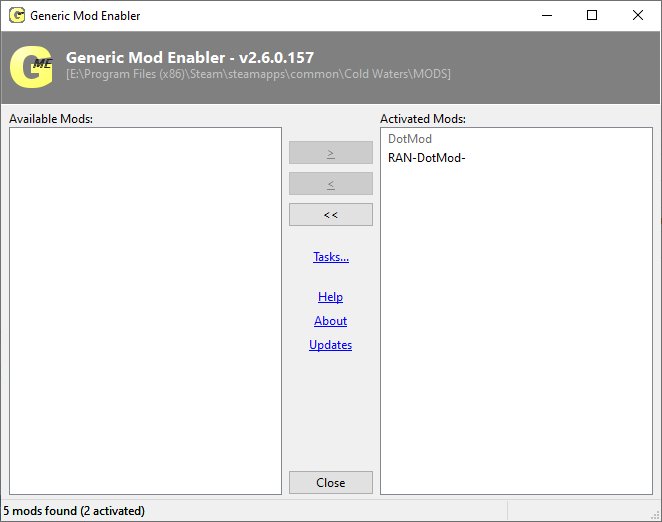 Generic Mod Enabler
GME
Generic Mod Enabler - v2.6.0.157
[E:\Program Files (x86)\Steam\steamapps\common\Cold Waters\MODS]
Available Mods:
Activated Mods:
DotMod
RAN-DotMod-
>
<
<<
Tasks...
Help
About
Updates
Close
5 mods found (2 activated)